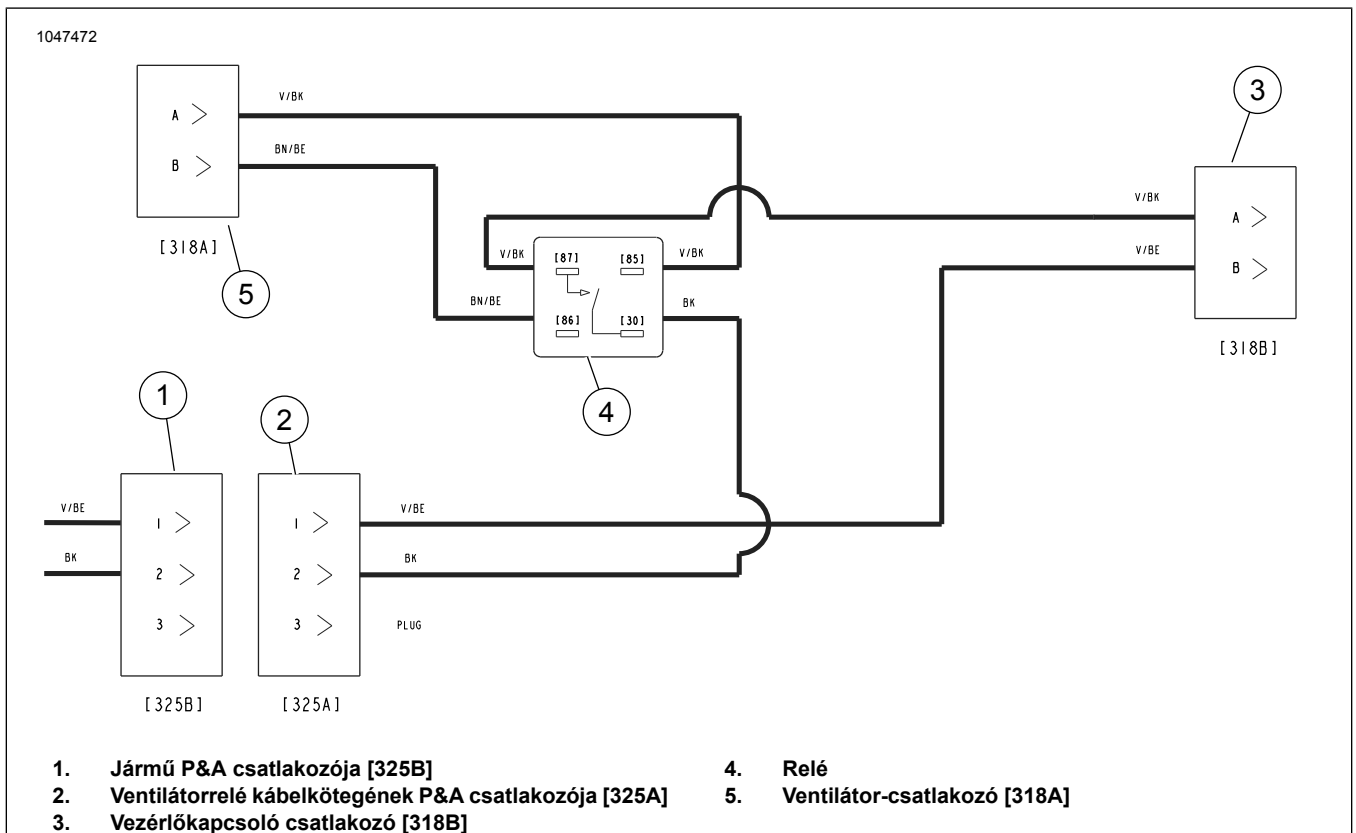 1047472
V/BK
A
BN/BE
B
[318A]
5
3
V/BK
A
V/BE
B
[318B]
V/BK
[87]
[85]
V/BK
BN/BE
[86]
[30]
BK
4
1
2
V/BE
1
BK
2
3
[325B]
1
V/BE
2
BK
3
PLUG
[325A]
1. Jármű P&A csatlakozója [325B]
2. Ventilátorrelé kábelkötegének P&A csatlakozója [325A]
3. Vezérlőkapcsoló csatlakozó [318B]
4. Relé
5. Ventilátor-csatlakozó [318A]